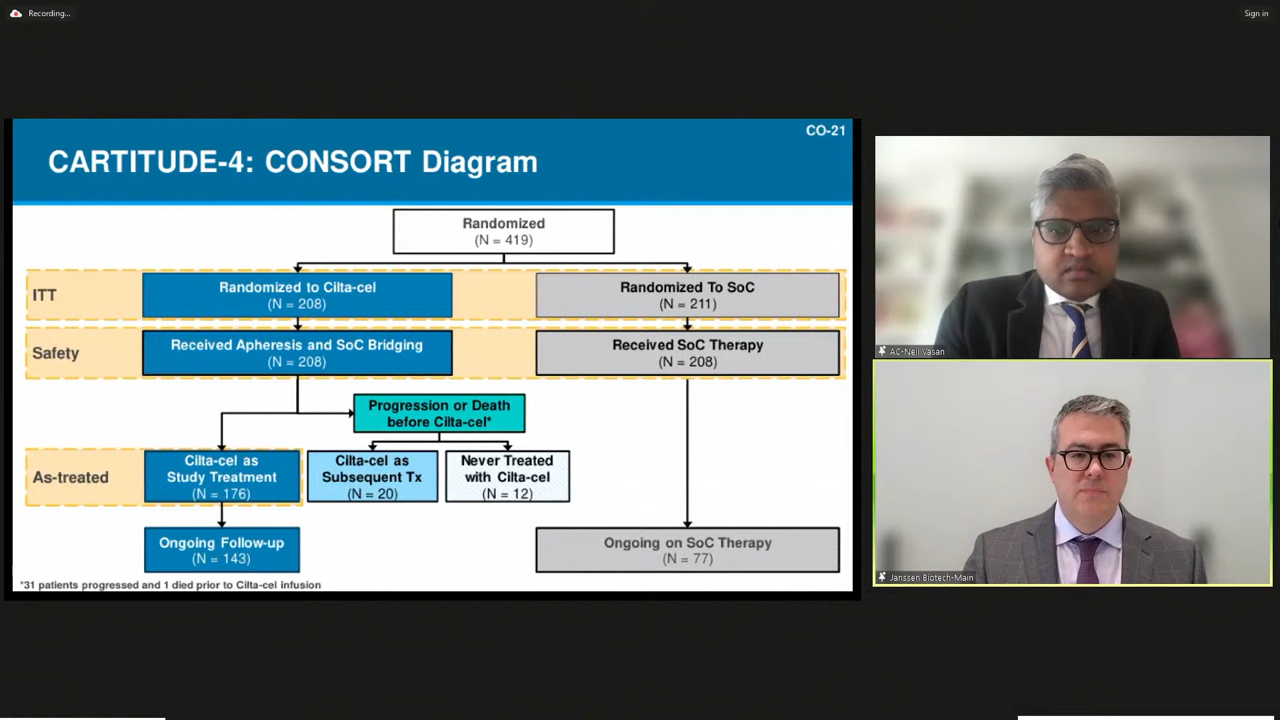 Recording...
Sign in
CO-21
CARTITUDE-4: CONSORT Diagram
Randomized
(N = 419)
ITT
Randomized to Cilta-cel
(N = 208)
Randomized To SoC
(N = 211)
Safety
Received Apheresis and SoC Bridging
(N = 208)
Received SoC Therapy
(N = 208)
Progression or Death
before Cilta-cel*
As-treated
Cilta-cel as
Study Treatment
(N = 176)
Cilta-cel as
Subsequent Tx
(N = 20)
Never Treated
with Cilta-cel
(N = 12)
Ongoing Follow-up
(N = 143)
Ongoing on SoC Therapy
(N = 77)
*31 patients progressed and 1 died prior to Cilta-cel infusion
AC-Neil Vasan
Janssen Biotech-Main